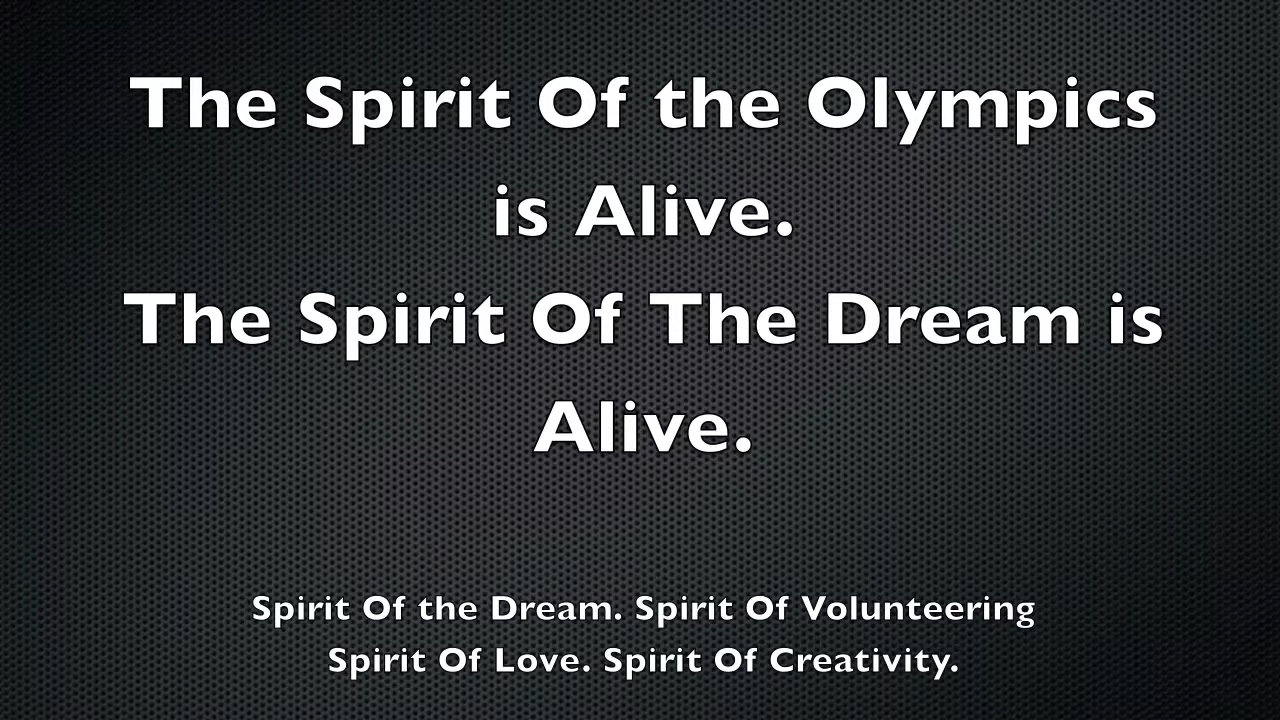 The Spirit Of the Olympics
is Alive.
The Spirit Of The Dream is
Alive.
Spirit Of the Dream. Spirit Of Volunteering
Spirit Of Love. Spirit Of Creativity.